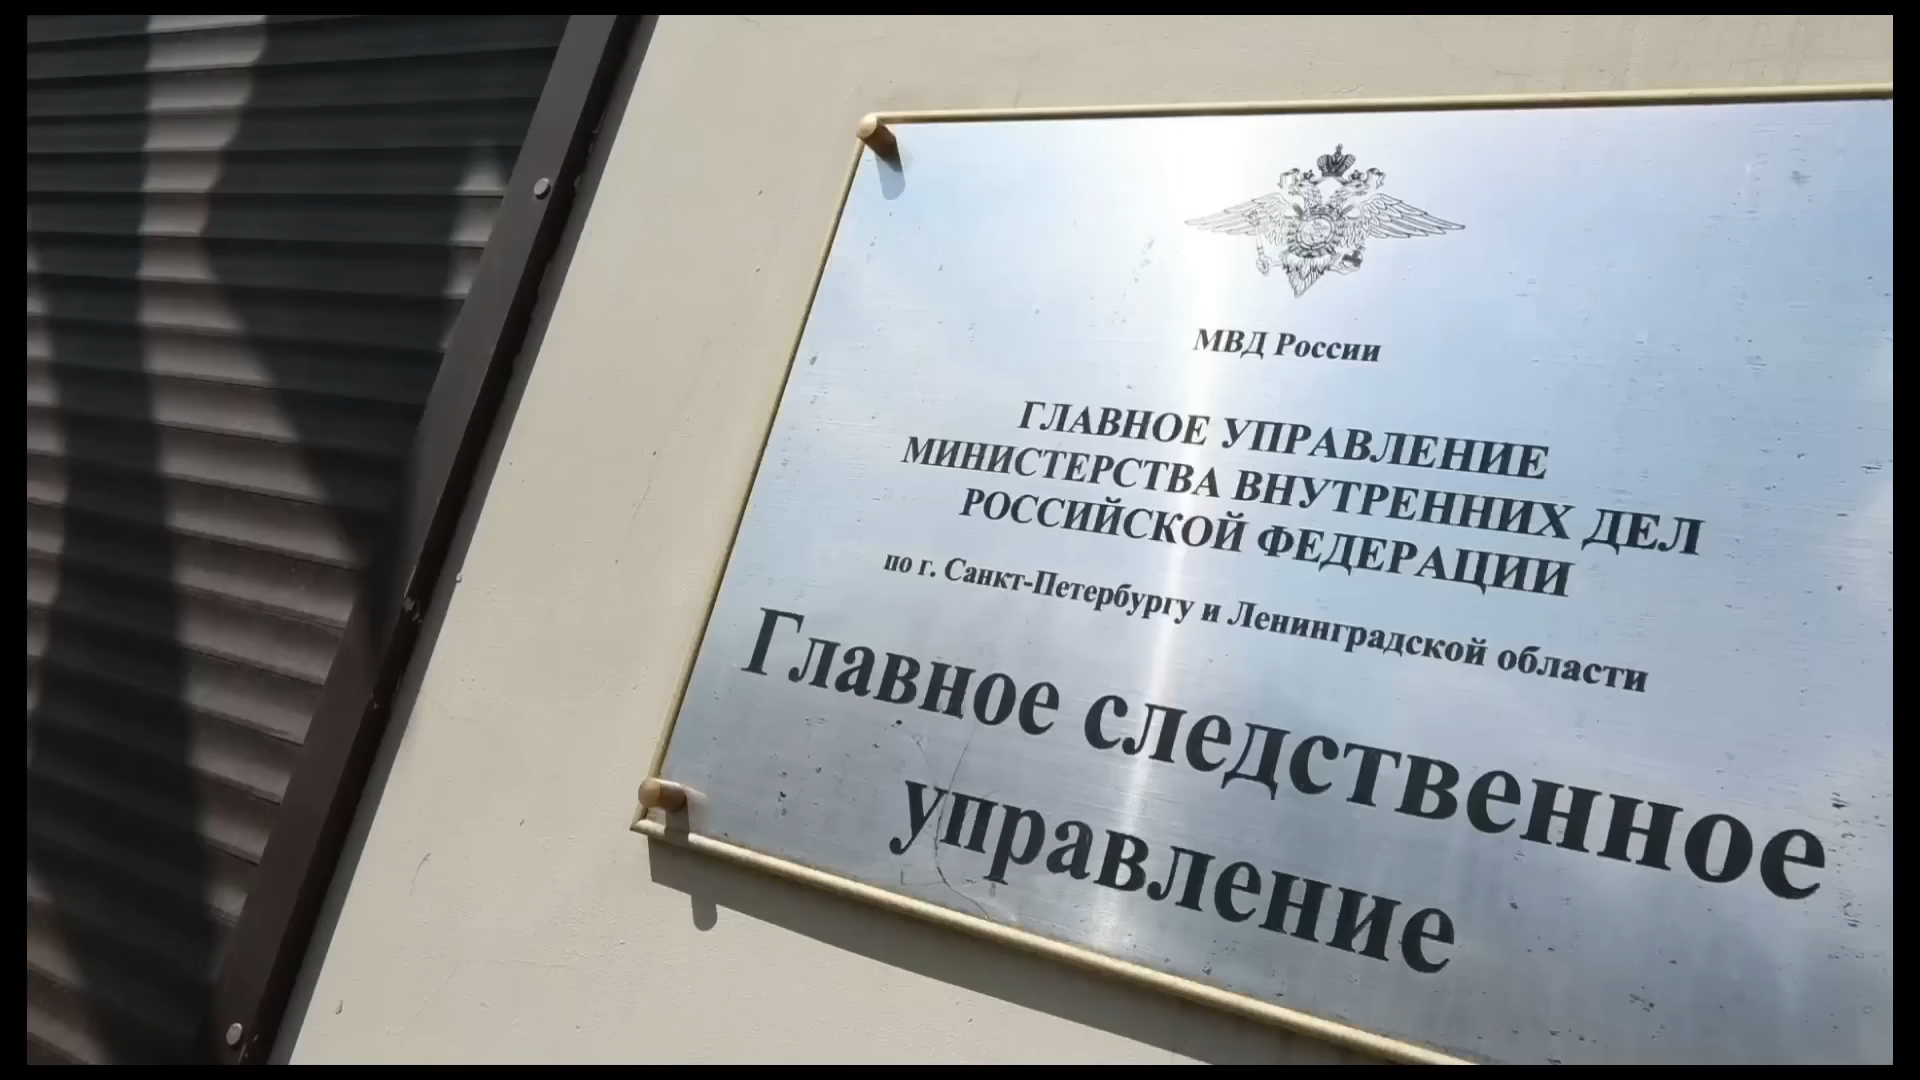 МВД России
ГЛАВНОЕ УПРАВЛЕНИЕ
МИНИСТЕРСТВА ВНУТРЕННИХ ДЕЛ
РОССИЙСКОЙ ФЕДЕРАЦИИ
по г. Санкт-Петербургу и Ленинградской области
Главное следственное
управление